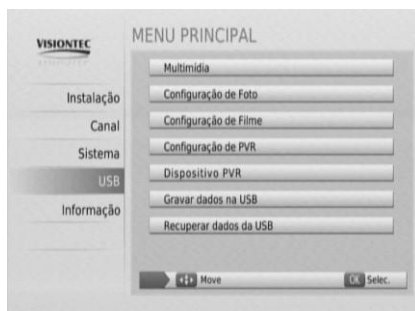 VISIONTEC
MENU PRINCIPAL
Instalação
Canal
Sistema
USB
Informação
Multimídia
Configuração de Foto
Configuração de Filme
Configuração de PVR
Dispositivo PVR
Gravar dados na USB
Recuperar dados da USB
Move
OK Selec.